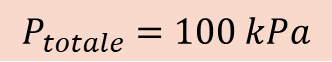 P_totale = 100 kPa